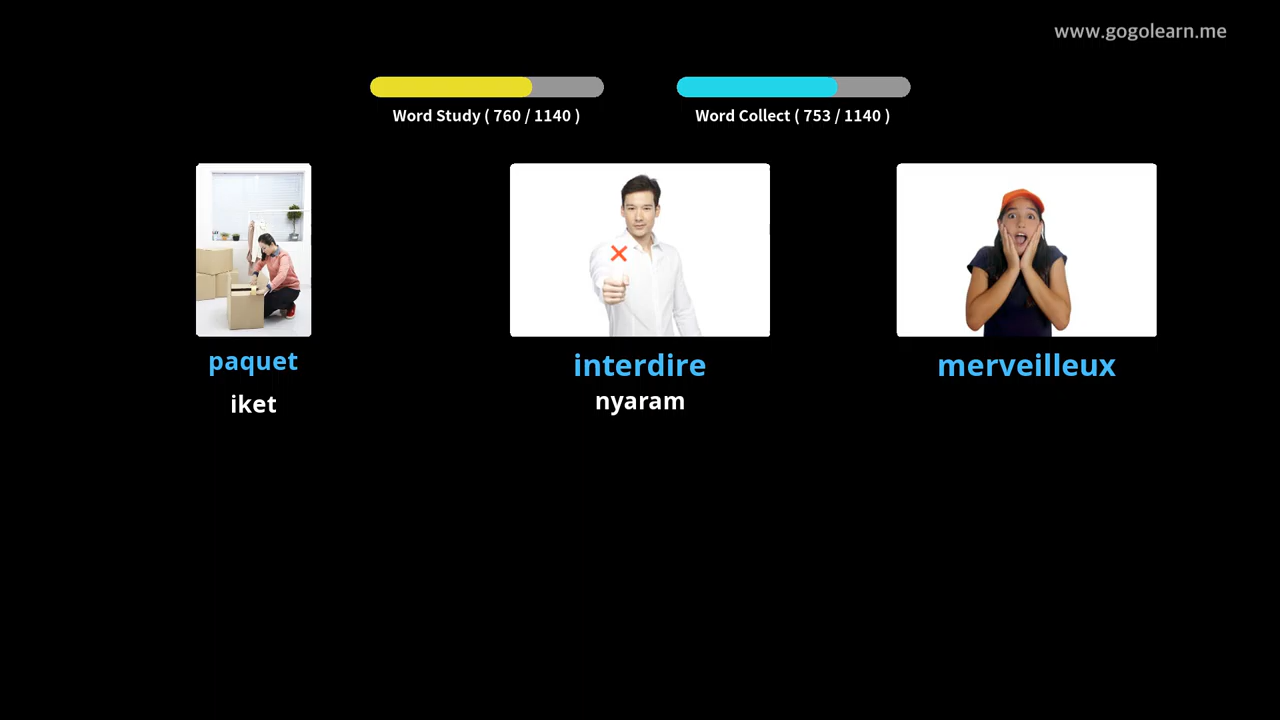 www.gogolearn.me
Word Study ( 760 / 1140 )
Word Collect ( 753 / 1140 )
paquet
interdire
merveilleux
iket
nyaram